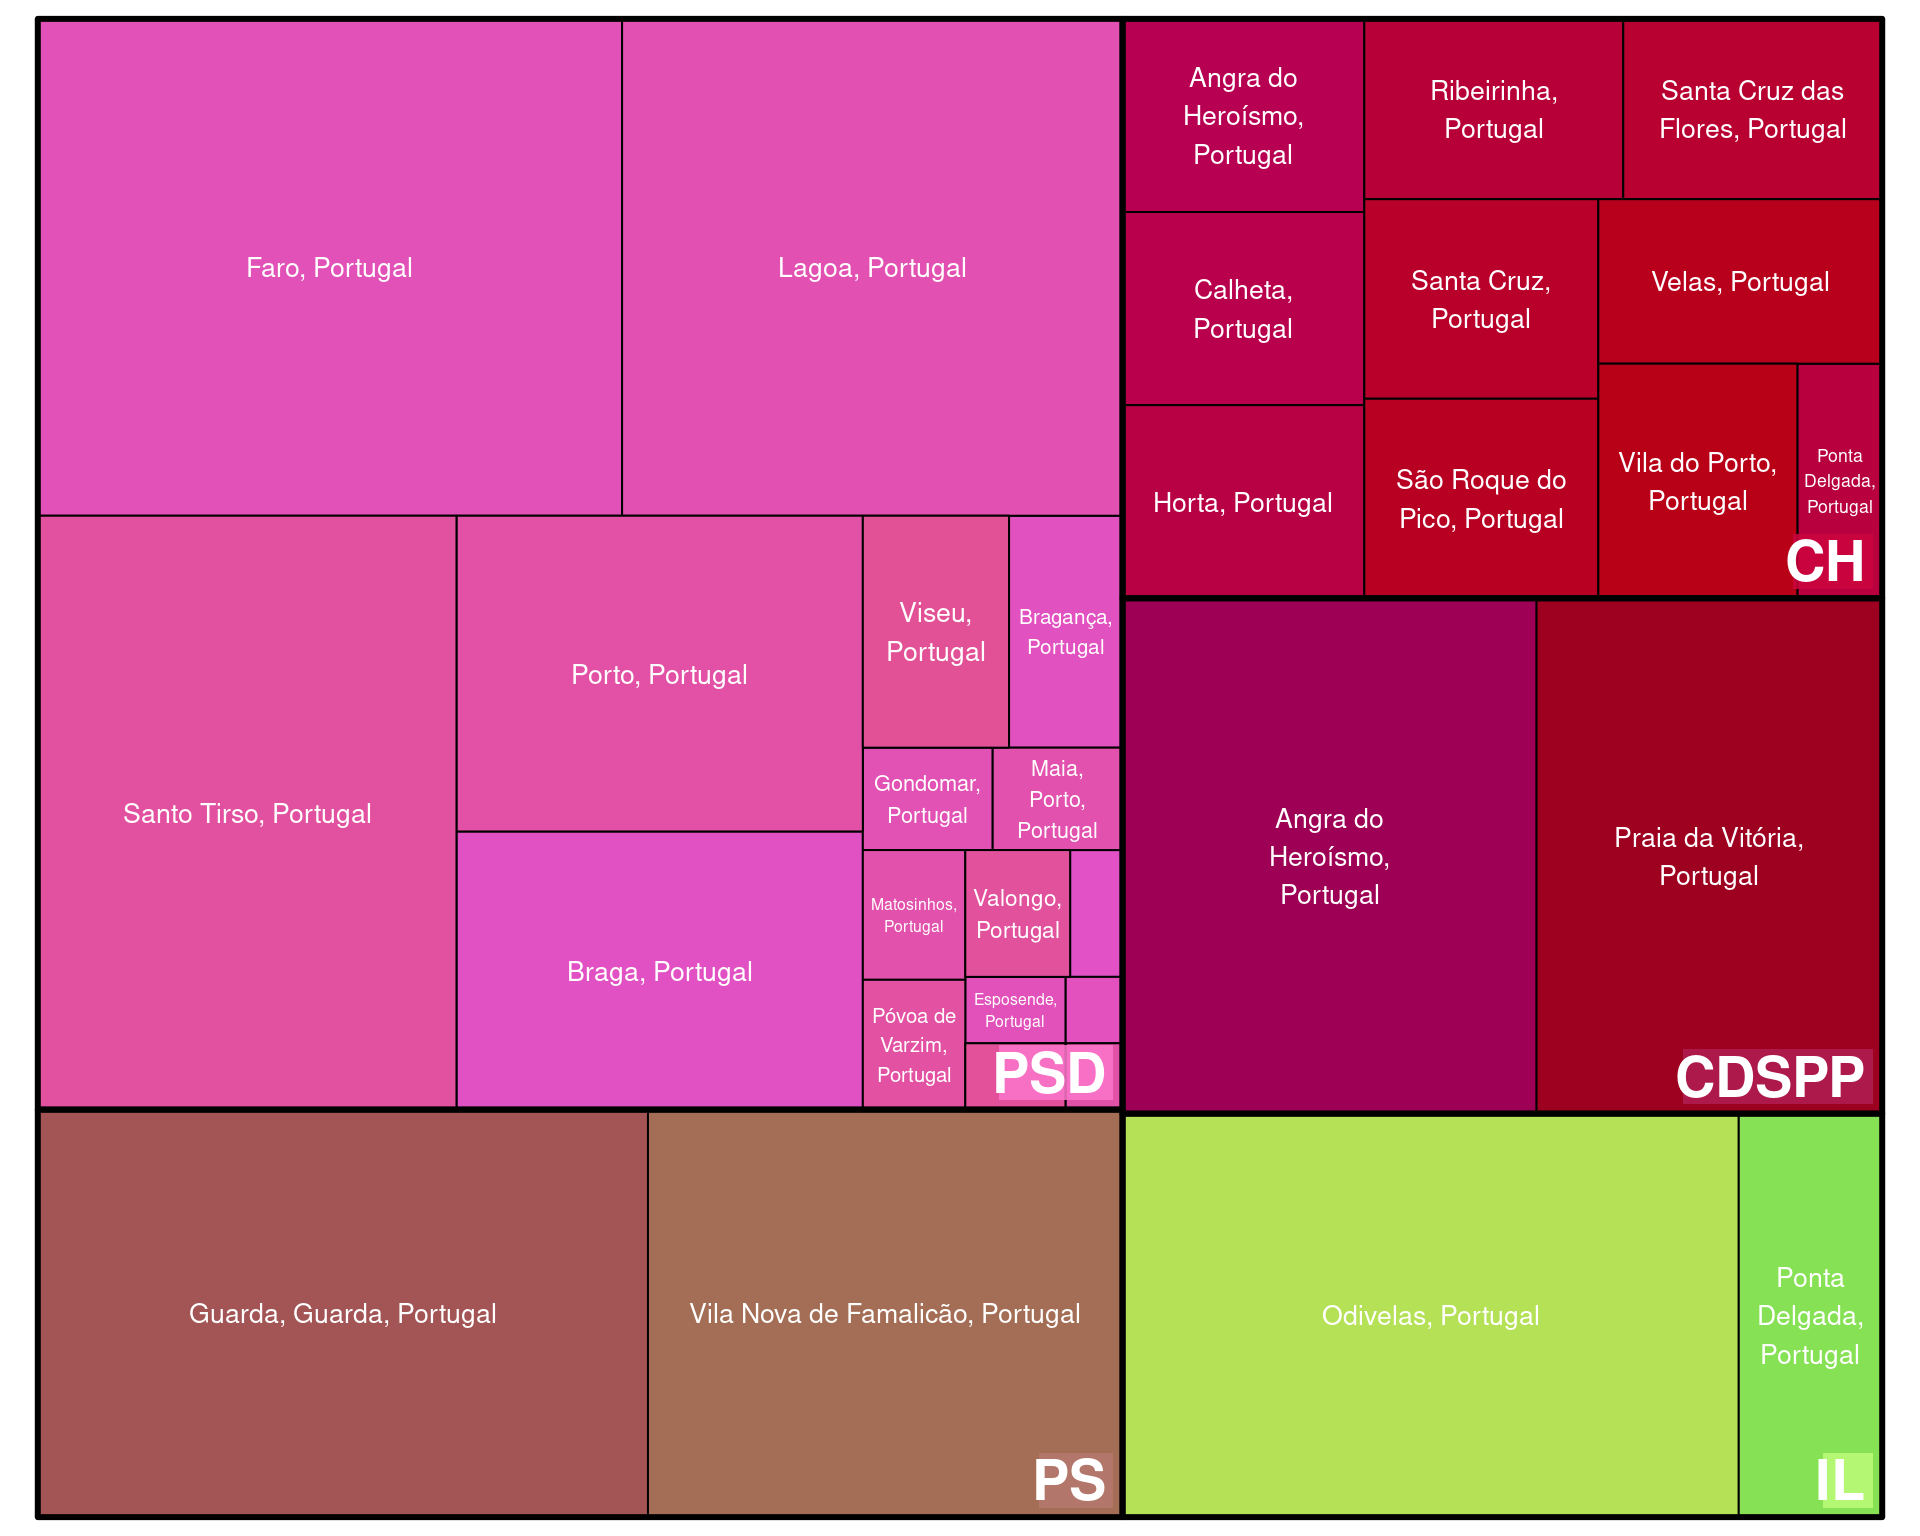 Faro, Portugal
Lagoa, Portugal
Santo Tirso, Portugal
Porto, Portugal
Braga, Portugal
Viseu,
Portugal
Bragança,
Portugal
Gondomar,
Portugal
Maia,
Porto,
Portugal
Matosinhos,
Portugal
Valongo,
Portugal
Póvoa de
Varzim,
Portugal
Esposende,
Portugal
PSD
Guarda, Guarda, Portugal
Vila Nova de Famalicão, Portugal
PS
Angra do
Heroísmo,
Portugal
Calheta,
Portugal
Horta, Portugal
Ribeirinha,
Portugal
Santa Cruz das
Flores, Portugal
Santa Cruz,
Portugal
Velas, Portugal
São Roque do
Pico, Portugal
Vila do Porto,
Portugal
Ponta
Delgada,
Portugal
CH
Angra do
Heroísmo,
Portugal
Praia da Vitória,
Portugal
CDSPP
Odivelas, Portugal
Ponta
Delgada,
Portugal
IL